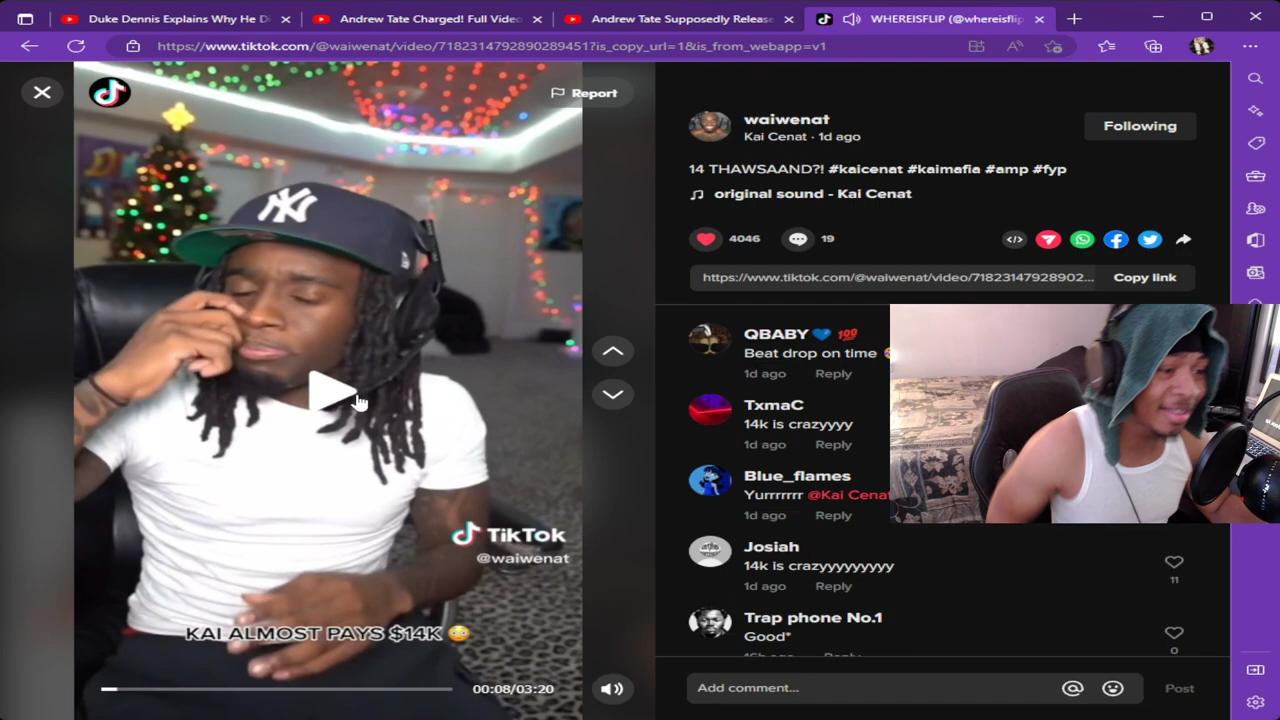 Duke Dennis Explains Why He D
Andrew Tate Charged! Full Video
Andrew Tate Supposedly Release
WHEREISFLIP (@whereisflip
https://www.tiktok.com/@waiwenat/video/7182314792890289451?is_copy_url=1&is_from_webapp=v1
Report
waiwenat
Kai Cenat · 1d ago
Following
14 THAWSAAND?! #kaicenat #kaimafia #amp #fyp
original sound - Kai Cenat
4046
19
https://www.tiktok.com/@waiwenat/video/71823147928902...
Copy link
QBABY💙 💯
Beat drop on time
1d ago Reply
TxmaC
14k is crazyyyy
1d ago Reply
Blue_flames
Yurrrrrrr @Kai Cenat
1d ago Reply
Josiah
14k is crazyyyyyyyyy
11
1d ago Reply
Trap phone No.1
Good*
0
TikTok
@waiwenat
KAI ALMOST PAYS $14K 😳
00:08/03:20
Add comment...
Post